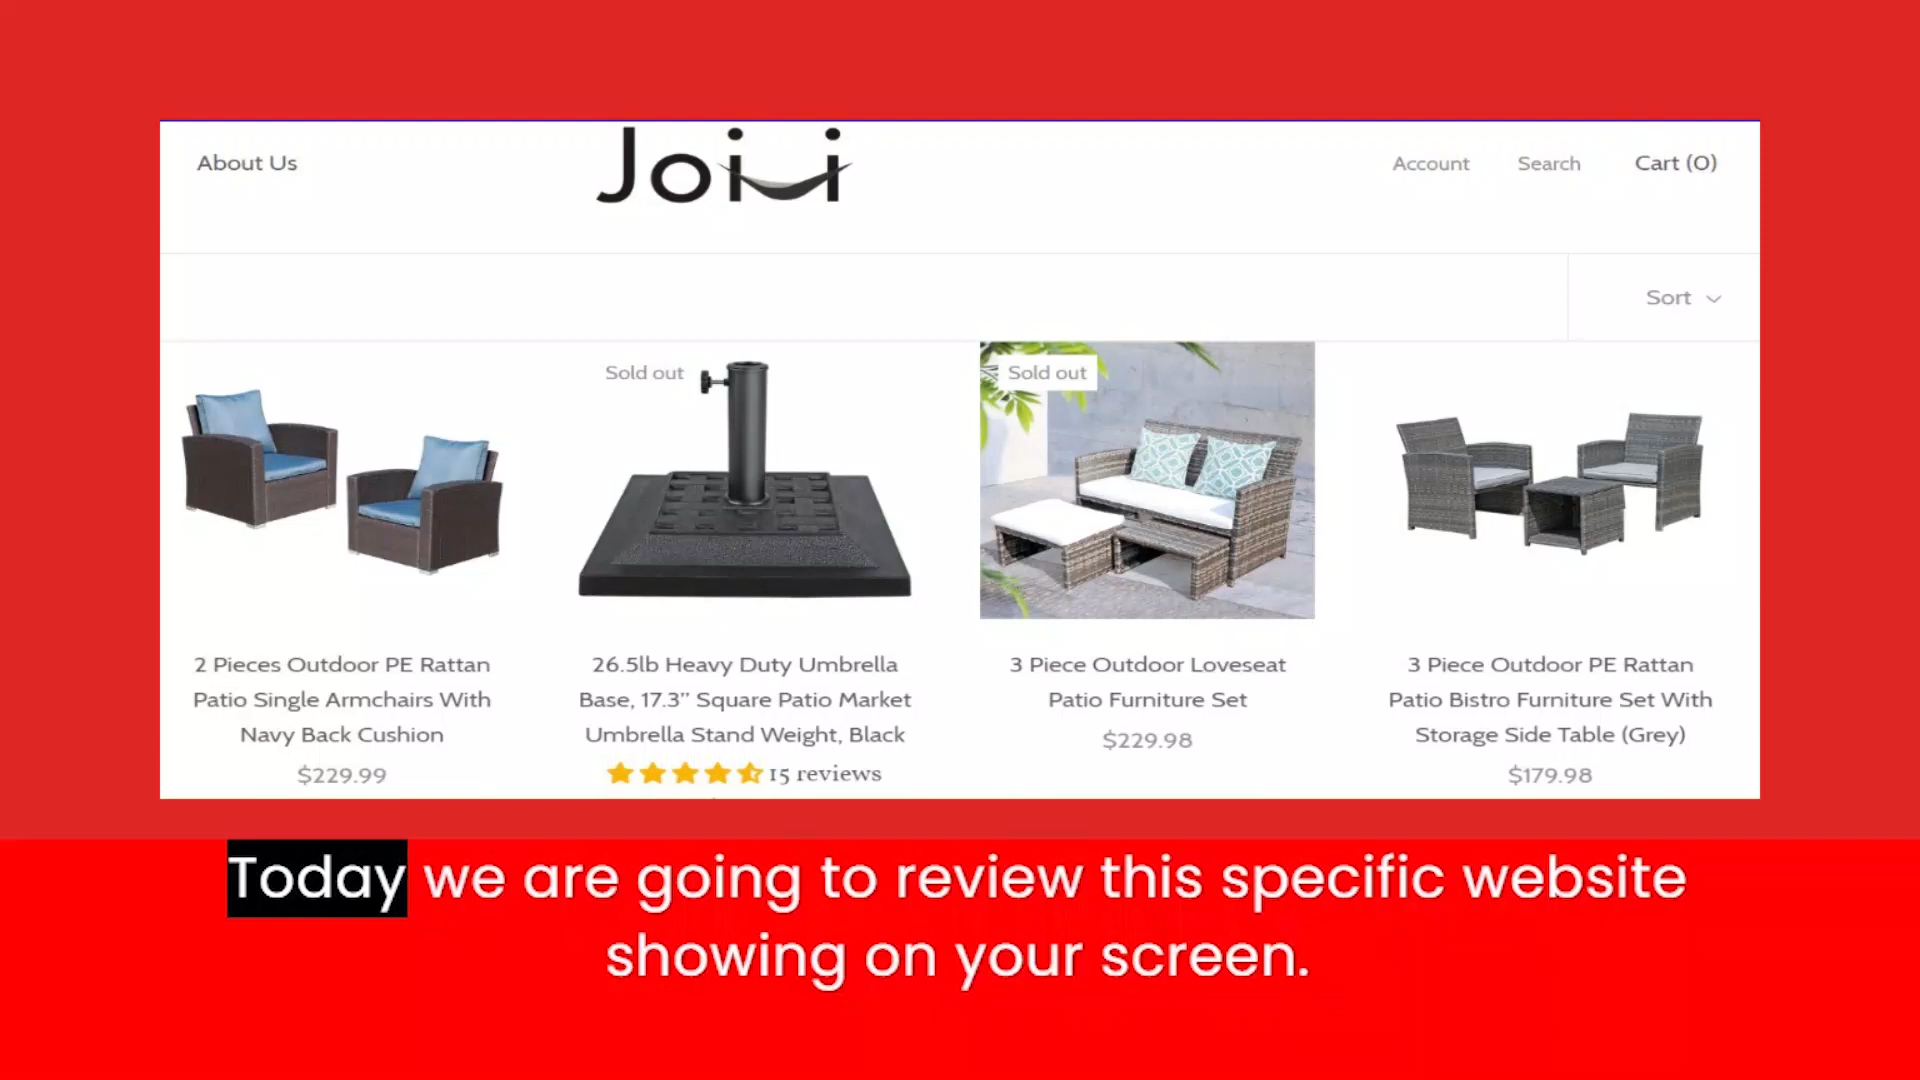 About Us
Joivi
Account
Search
Cart (0)
Sort
Sold out
Sold out
2 Pieces Outdoor PE Rattan
Patio Single Armchairs With
Navy Back Cushion
$229.99
26.5lb Heavy Duty Umbrella
Base, 17.3” Square Patio Market
Umbrella Stand Weight, Black
15 reviews
3 Piece Outdoor Loveseat
Patio Furniture Set
$229.98
3 Piece Outdoor PE Rattan
Patio Bistro Furniture Set With
Storage Side Table (Grey)
$179.98
Today we are going to review this specific website
showing on your screen.